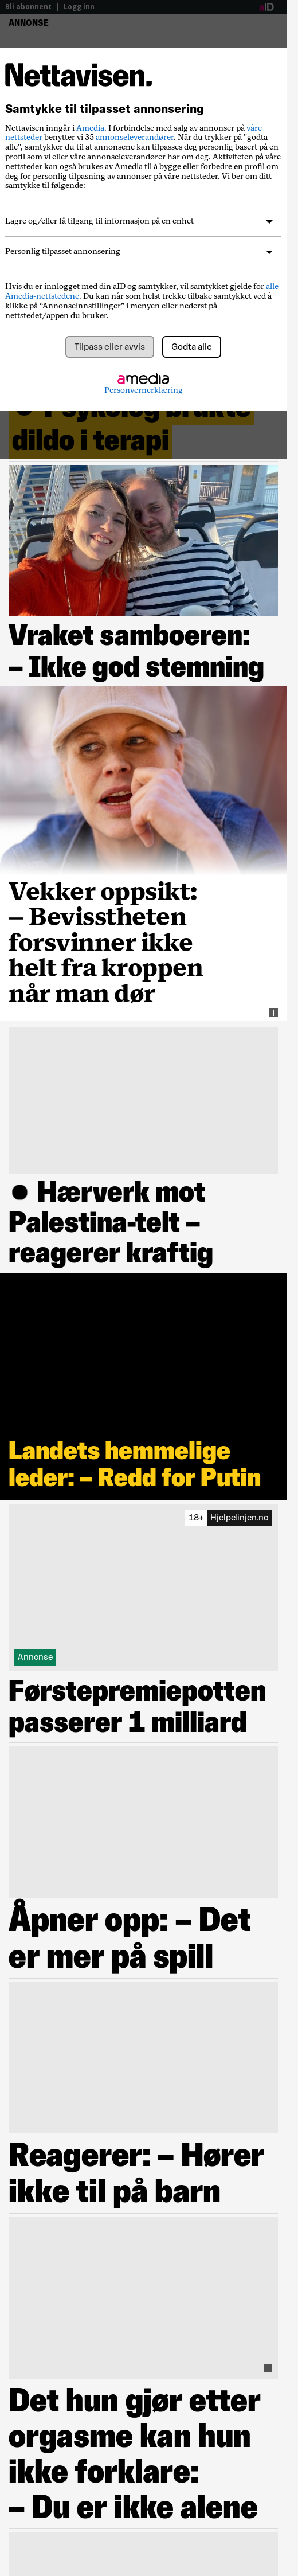 Bli abonnent
Logg inn
aID
ANNONSE
Nettavisen.
Samtykke til tilpasset annonsering
Nettavisen inngår i Amedia. I forbindelse med salg av annonser på våre
nettsteder benytter vi 35 annonseleverandører. Når du trykker på "godta
alle", samtykker du til at annonser kan tilpasses deg personlig basert på en
profil som vi eller våre annonseleverandører har om deg. Aktiviteten på våre
nettsteder kan også brukes av Amedia til å bygge eller forbedre en profil om
deg for personlig tilpasning av annonser på våre nettsteder. Vi ber om ditt
samtykke til følgende:
Lagre og/eller få tilgang til informasjon på en enhet
Personlig tilpasset annonsering
Hvis du er innlogget med din aID og samtykker, vil samtykket gjelde for alle
Amedia-nettstedene. Du kan når som helst trekke tilbake samtykket ved å
klikke på “Annonseinnstillinger” i menyen eller nederst på
nettstedet/appen du bruker.
Tilpass eller avvis
Godta alle
amedia
Personvernerklæring
Psykolog brukte
dildo i terapi
Vraket samboeren:
– Ikke god stemning
Vekker oppsikt:
– Bevisstheten
forsvinner ikke
helt fra kroppen
når man dør
Hærverk mot
Palestina-telt –
reagerer kraftig
Landets hemmelige
leder: – Redd for Putin
18+ Hjelpelinjen.no
Annonse
Førstepremiepotten
passerer 1 milliard
Åpner opp: – Det
er mer på spill
Reagerer: – Hører
ikke til på barn
Det hun gjør etter
orgasme kan hun
ikke forklare:
– Du er ikke alene